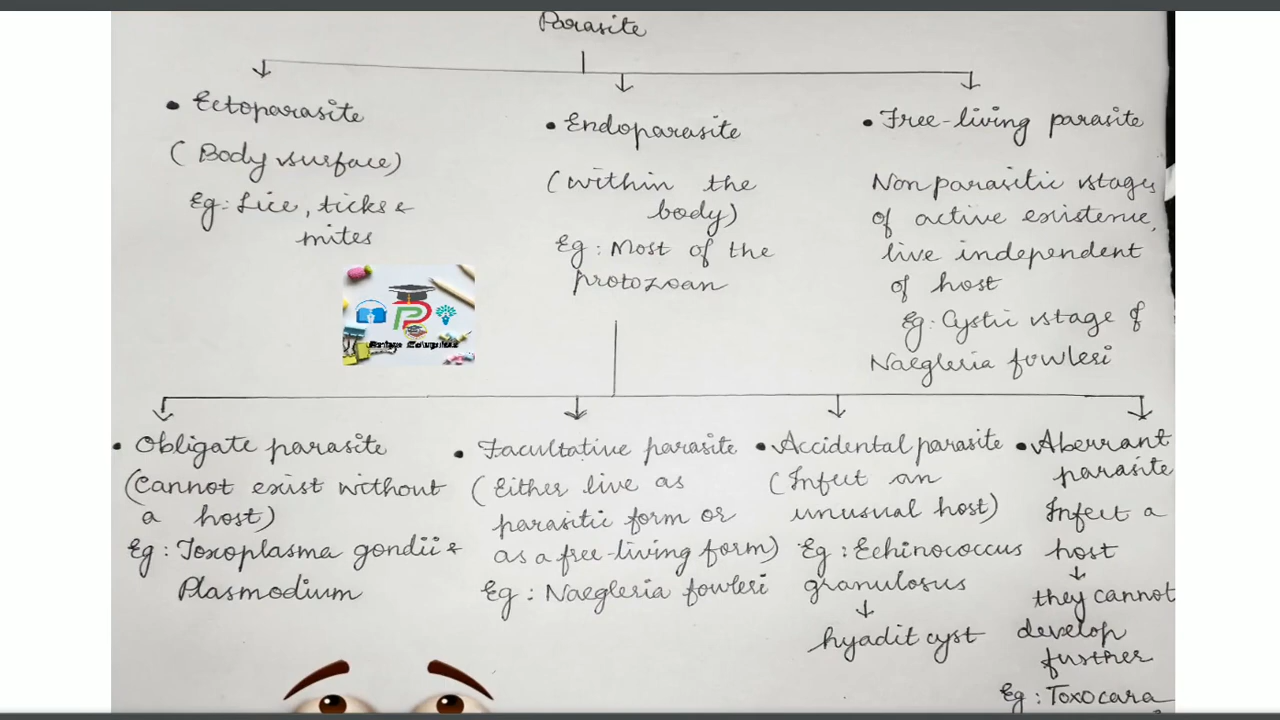 Parasite
• Ectoparasite
(Body surface)
Eg: Lice, ticks &
mites
• Endoparasite
(within the
body)
Eg: Most of the
protozoan
• Free-living parasite
Non parasitic stages
of active existence,
live independent
of host
Eg: Cystic stage of
Naegleria fowleri
• Obligate parasite
(Cannot exist without
a host)
Eg: Toxoplasma gondii &
Plasmodium
• Facultative parasite
(Either live as
parasitic form or
as a free-living form)
Eg: Naegleria fowleri
• Accidental parasite
(Infect an
unusual host)
Eg: Echinococcus
granulosus
hyadit cyst
• Aberrant
parasite
Infect a
host
they cannot
develop
further
Eg: Toxocara